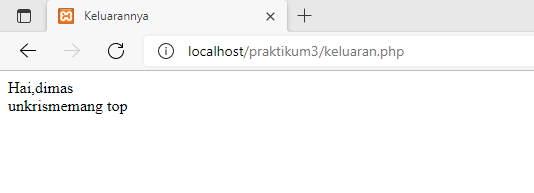 Keluarannya
localhost/praktikum3/keluaran.php
Hai,dimas
unkrismemang top